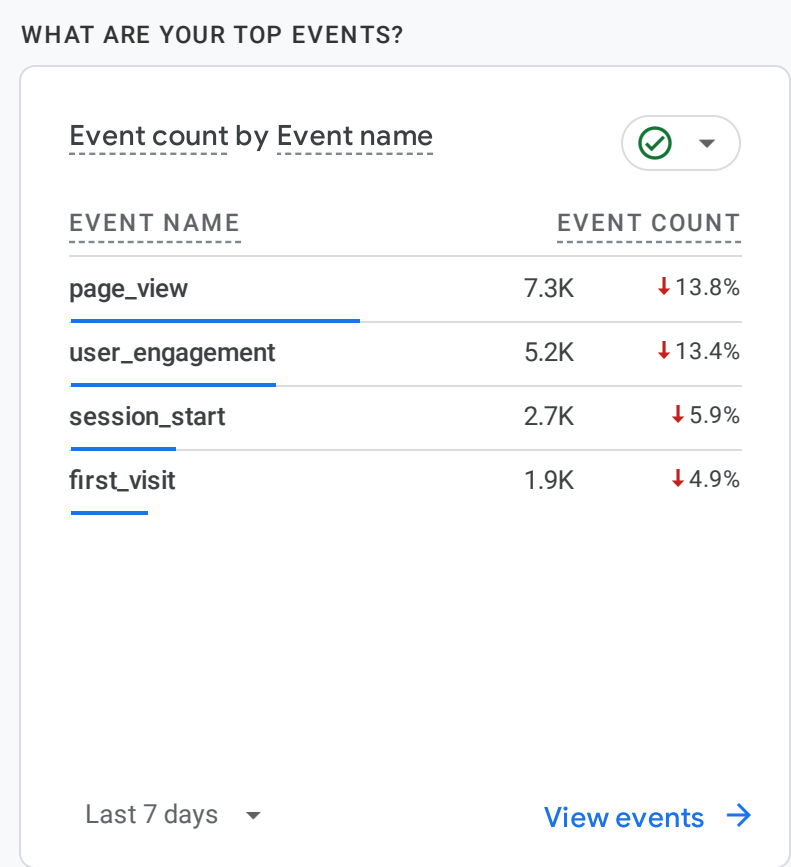 WHAT ARE YOUR TOP EVENTS?
Event count by Event name
EVENT NAME EVENT COUNT
page_view 7.3K 13.8%
user_engagement 5.2K 13.4%
session_start 2.7K 5.9%
first_visit 1.9K 4.9%
Last 7 days View events